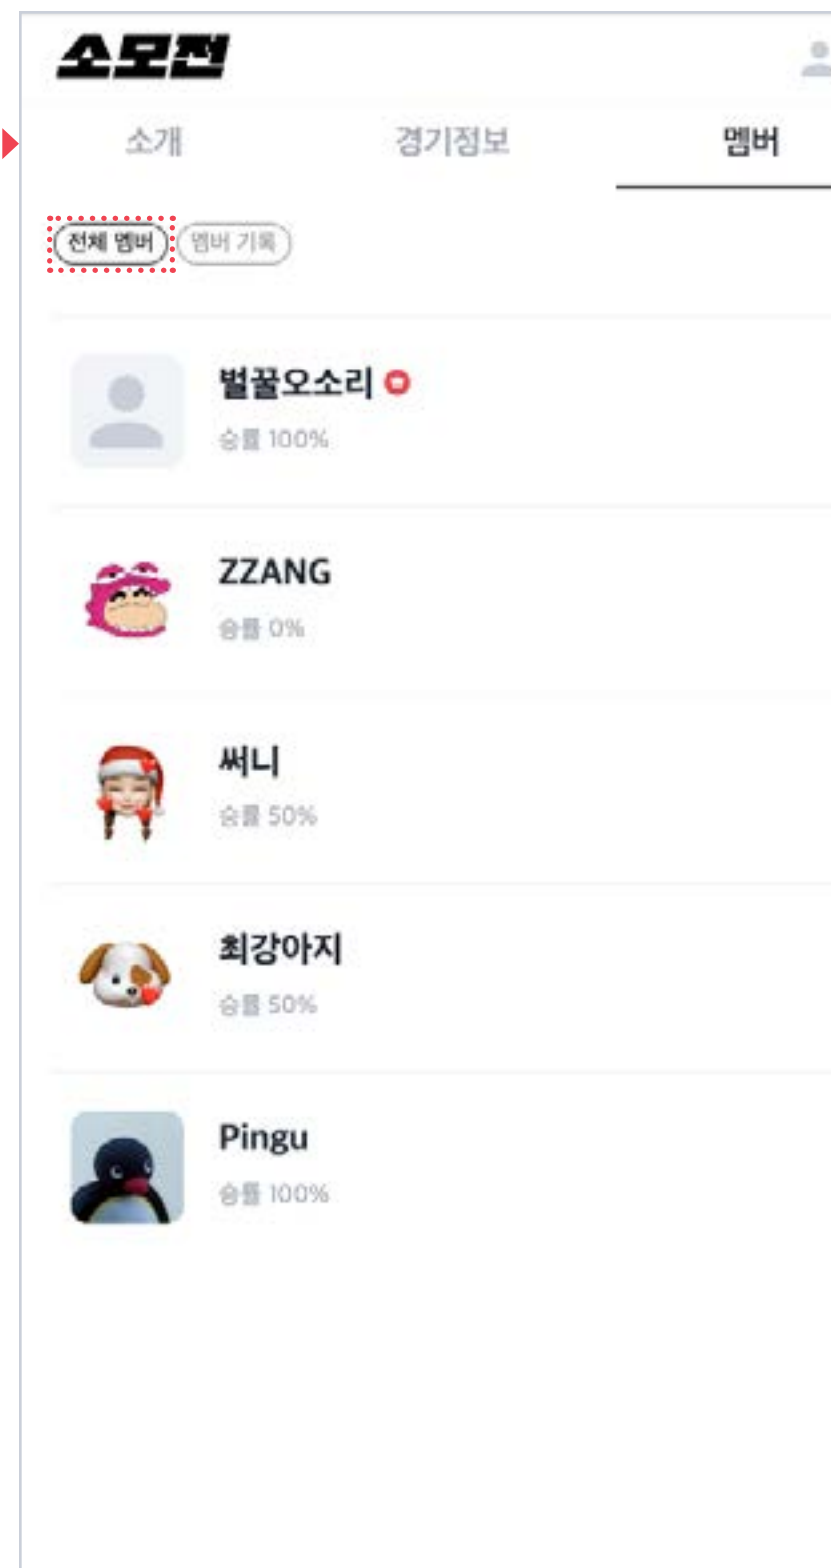 소모전
소개 경기정보 멤버
전체 멤버 멤버 기록
벌꿀오소리
승률 100%
ZZANG
승률 0%
써니
승률 50%
최강아지
승률 50%
Pingu
승률 100%